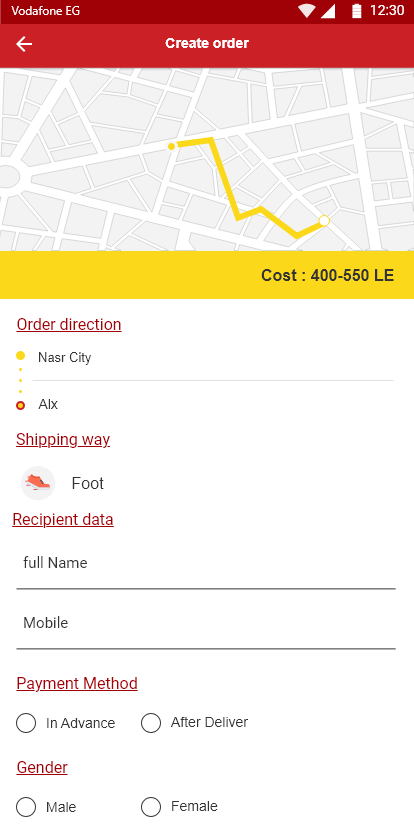 Vodafone EG 12:30
Create order
Cost : 400-550 LE
Order direction
Nasr City
Alx
Shipping way
Foot
Recipient data
full Name
Mobile
Payment Method
In Advance After Deliver
Gender
Male Female